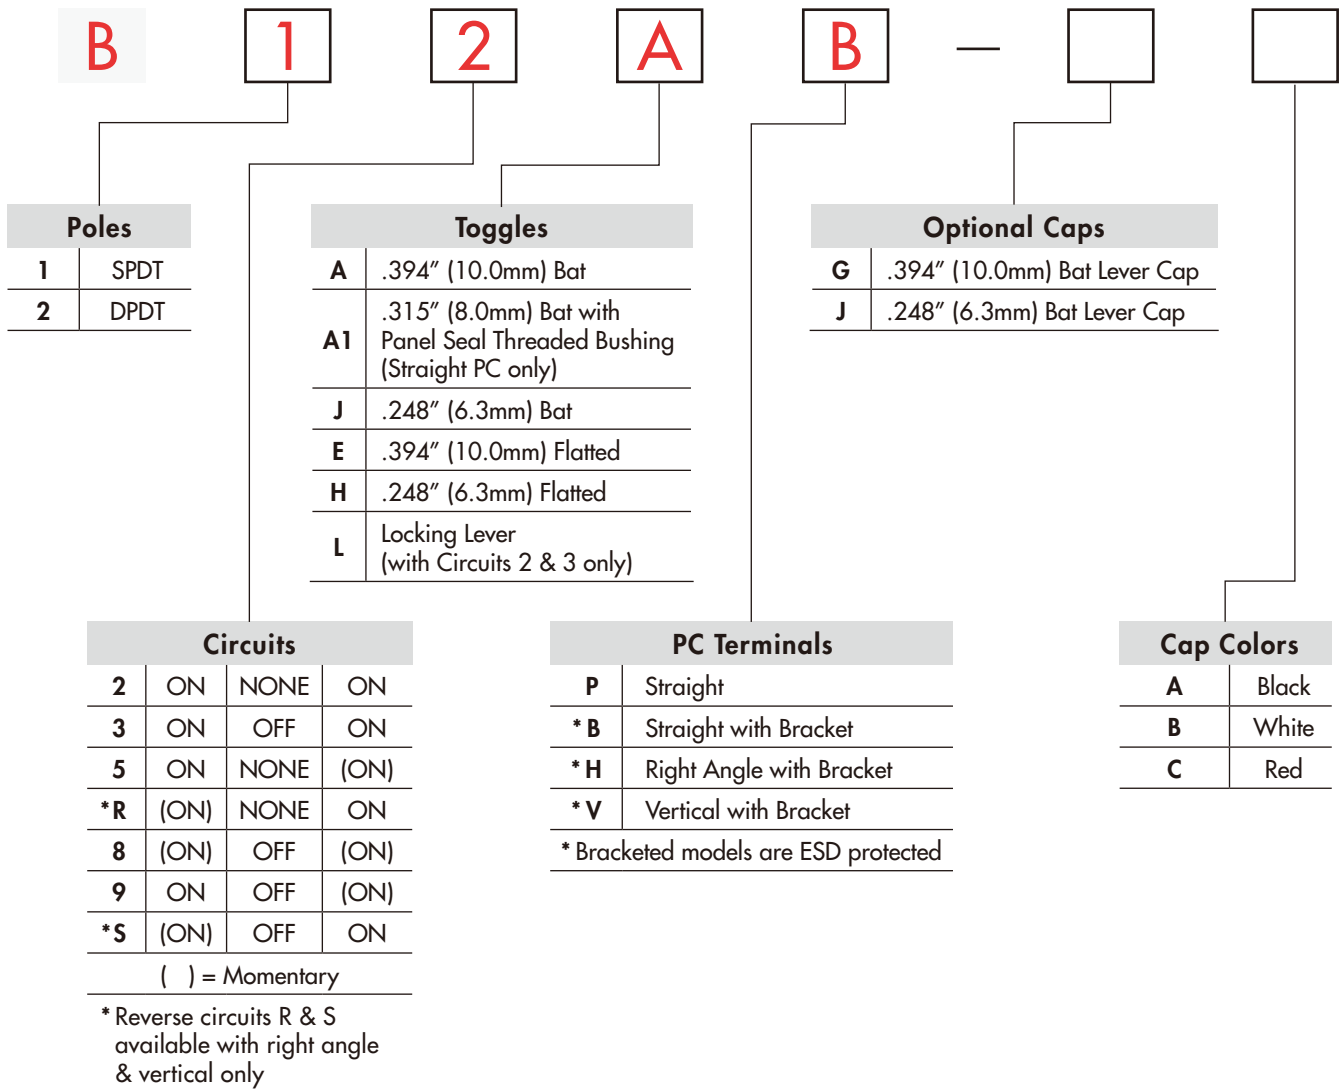 B 1 2 A B —
Poles
1 SPDT
2 DPDT
Toggles
A .394" (10.0mm) Bat
A1 .315" (8.0mm) Bat with
Panel Seal Threaded Bushing
(Straight PC only)
J .248" (6.3mm) Bat
E .394" (10.0mm) Flatted
H .248" (6.3mm) Flatted
L Locking Lever
(with Circuits 2 & 3 only)
Optional Caps
G .394" (10.0mm) Bat Lever Cap
J .248" (6.3mm) Bat Lever Cap
Circuits
2 ON NONE ON
3 ON OFF ON
5 ON NONE (ON)
*R (ON) NONE ON
8 (ON) OFF (ON)
9 ON OFF (ON)
*S (ON) OFF ON
( ) = Momentary
* Reverse circuits R & S
available with right angle
& vertical only
PC Terminals
P Straight
* B Straight with Bracket
* H Right Angle with Bracket
* V Vertical with Bracket
* Bracketed models are ESD protected
Cap Colors
A Black
B White
C Red